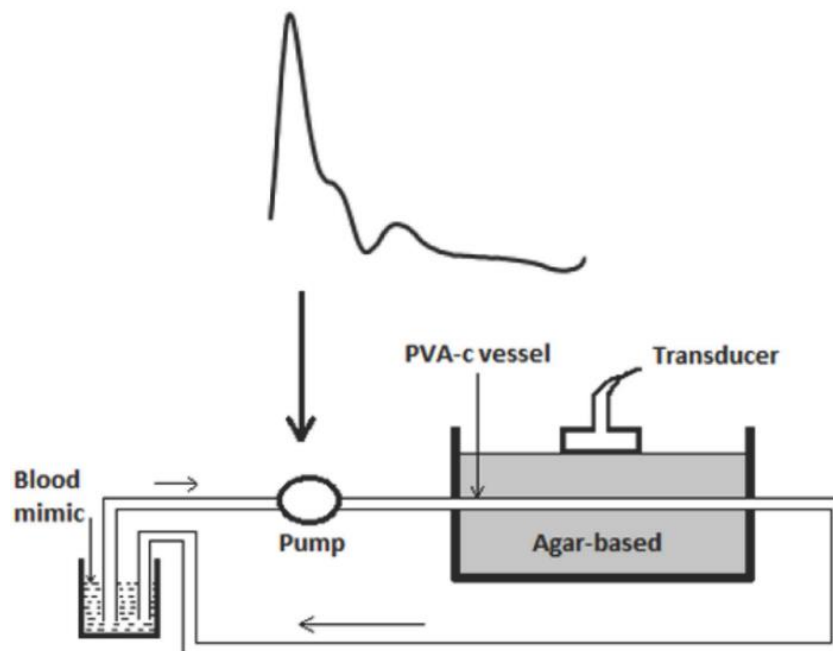 PVA-c vessel
Transducer
Blood
mimic
Pump
Agar-based